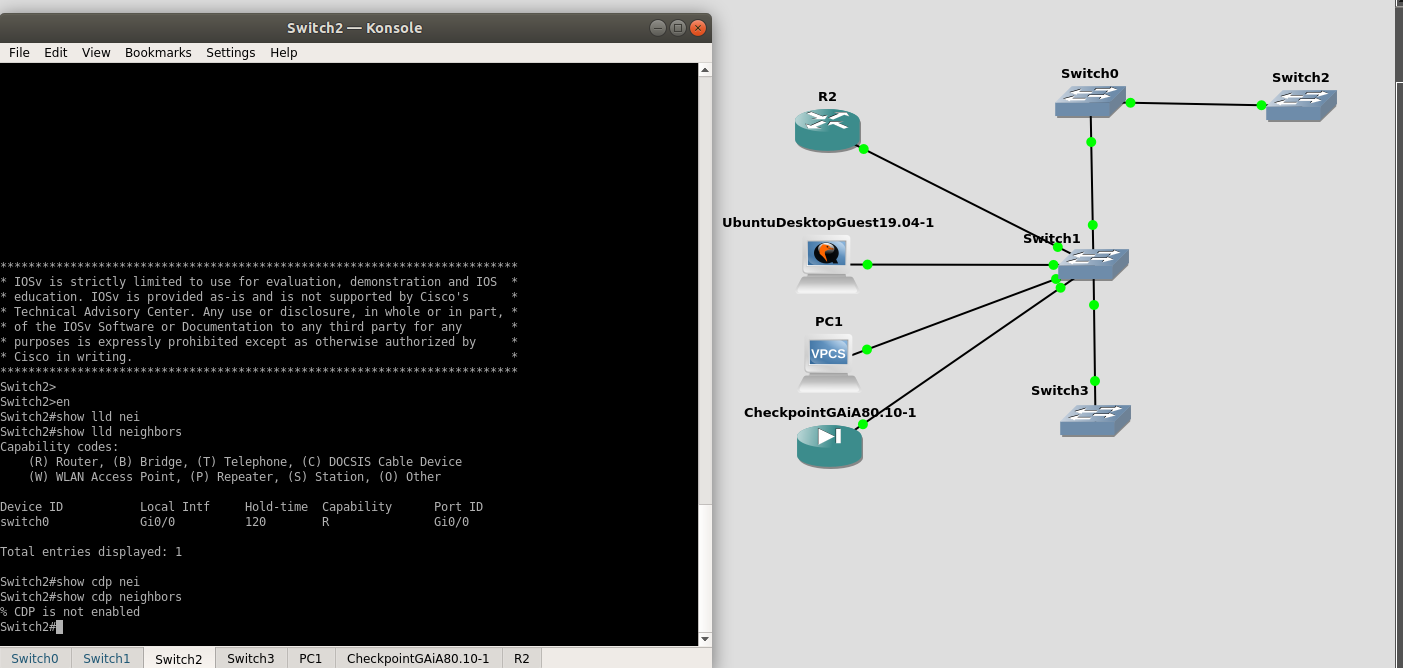 Switch2 — Konsole
File Edit View Bookmarks Settings Help
**************************************************************************
* IOSv is strictly limited to use for evaluation, demonstration and IOS  *
* education. IOSv is provided as-is and is not supported by Cisco's      *
* Technical Advisory Center. Any use or disclosure, in whole or in part, *
* of the IOSv Software or Documentation to any third party for any       *
* purposes is expressly prohibited except as otherwise authorized by     *
* Cisco in writing.                                                      *
**************************************************************************
Switch2>
Switch2>en
Switch2#show lld nei
Switch2#show lld neighbors
Capability codes:
    (R) Router, (B) Bridge, (T) Telephone, (C) DOCSIS Cable Device
    (W) WLAN Access Point, (P) Repeater, (S) Station, (O) Other
Device ID           Local Intf     Hold-time  Capability      Port ID
switch0             Gi0/0          120        R               Gi0/0
Total entries displayed: 1
Switch2#show cdp nei
Switch2#show cdp neighbors
% CDP is not enabled
Switch2#
Switch0 Switch1 Switch2 Switch3 PC1 CheckpointGAiA80.10-1 R2
Switch0
Switch2
R2
UbuntuDesktopGuest19.04-1
Switch1
PC1
VPCS
Switch3
CheckpointGAiA80.10-1